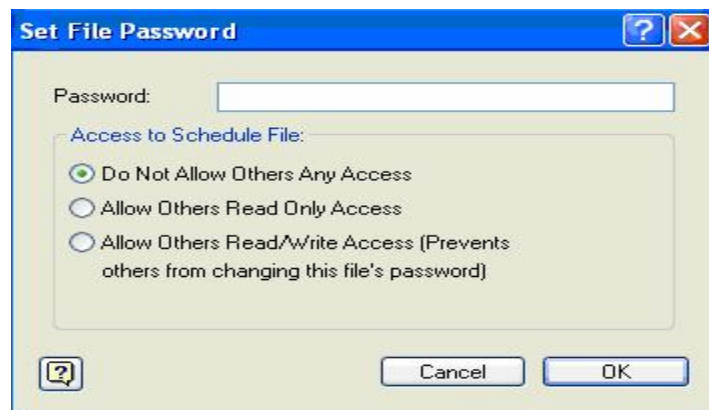 Set File Password
Password:
Access to Schedule File:
Do Not Allow Others Any Access
Allow Others Read Only Access
Allow Others Read/Write Access (Prevents
others from changing this file's password)
Cancel
OK